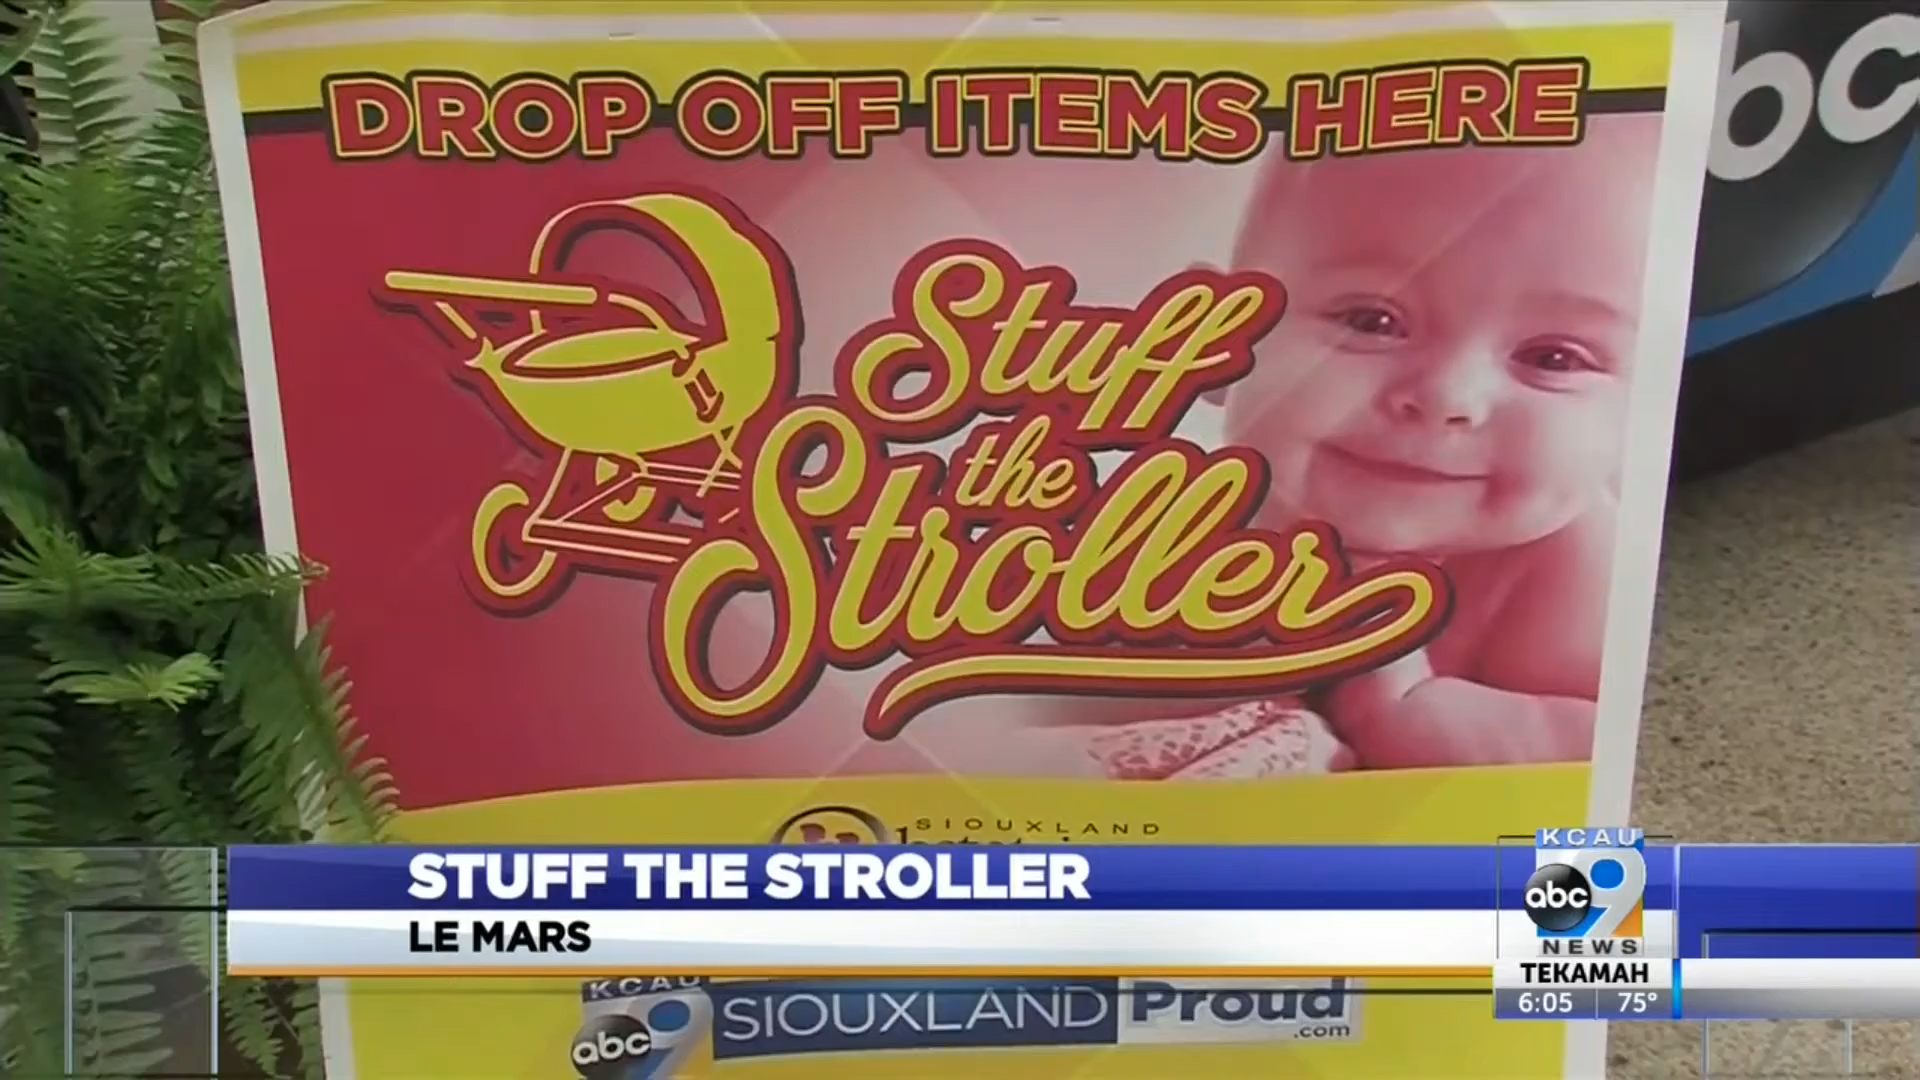 DROP OFF ITEMS HERE
bc
Stuff
the
Stroller
SIOUXLAND
STUFF THE STROLLER
LE MARS
KCAU
abc 9
NEWS
TEKAMAH
6:05 75°
KCAU
abc 9
SIOUXLAND Proud
.com